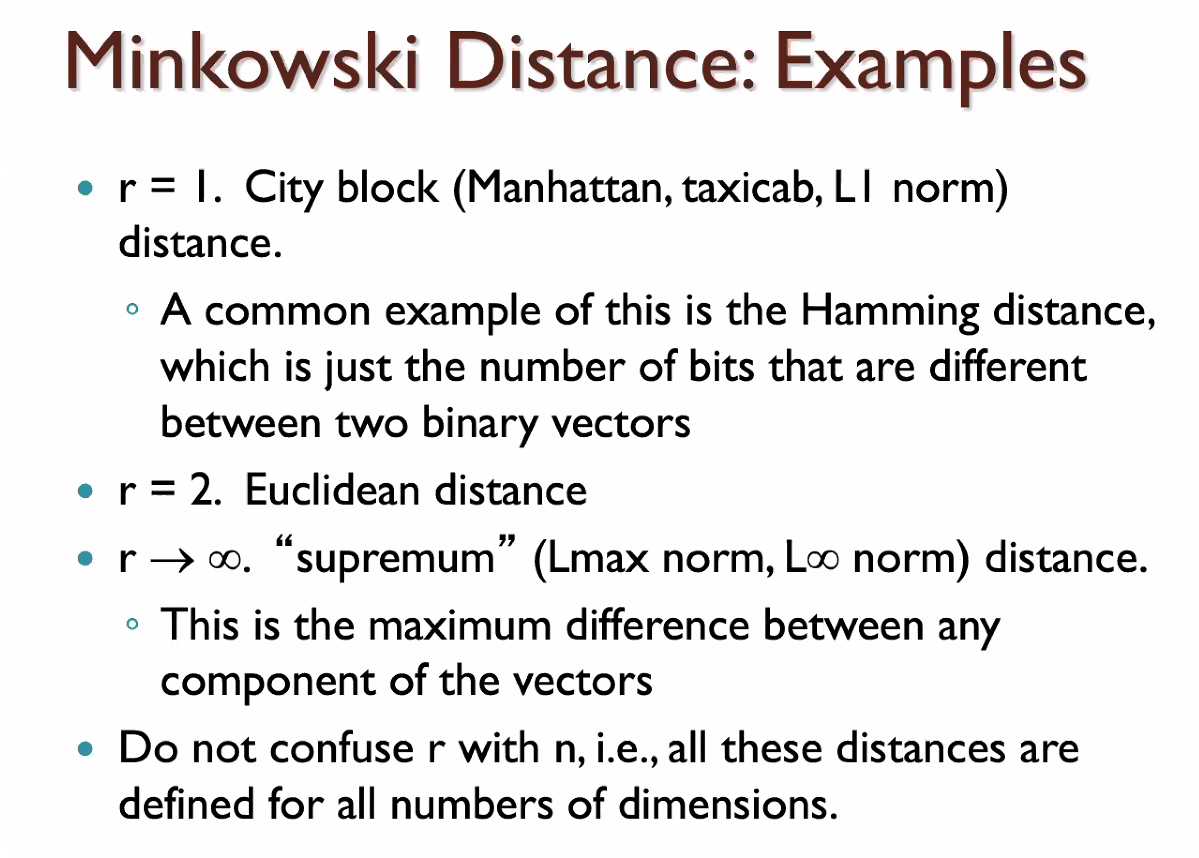 Minkowski Distance: Examples
• r = 1. City block (Manhattan, taxicab, L1 norm)
distance.
◦ A common example of this is the Hamming distance,
which is just the number of bits that are different
between two binary vectors
• r = 2. Euclidean distance
• r → ∞. “supremum” (Lmax norm, L∞ norm) distance.
◦ This is the maximum difference between any
component of the vectors
• Do not confuse r with n, i.e., all these distances are
defined for all numbers of dimensions.